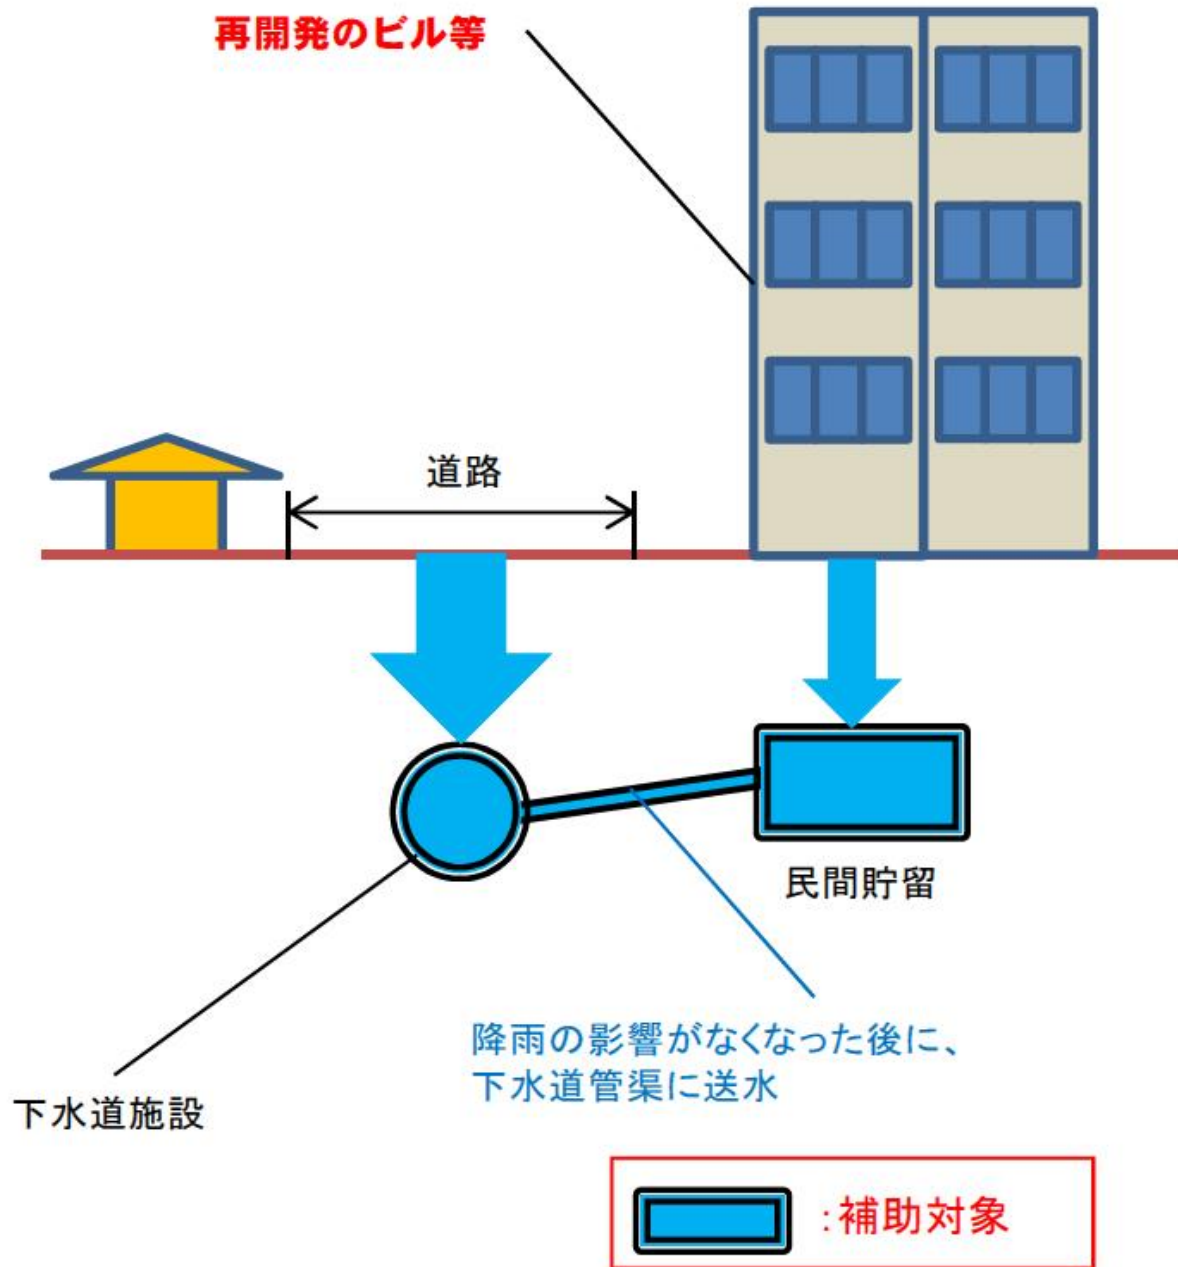 再開発のビル等
道路
民間貯留
降雨の影響がなくなった後に、
下水道管渠に送水
下水道施設
:補助対象